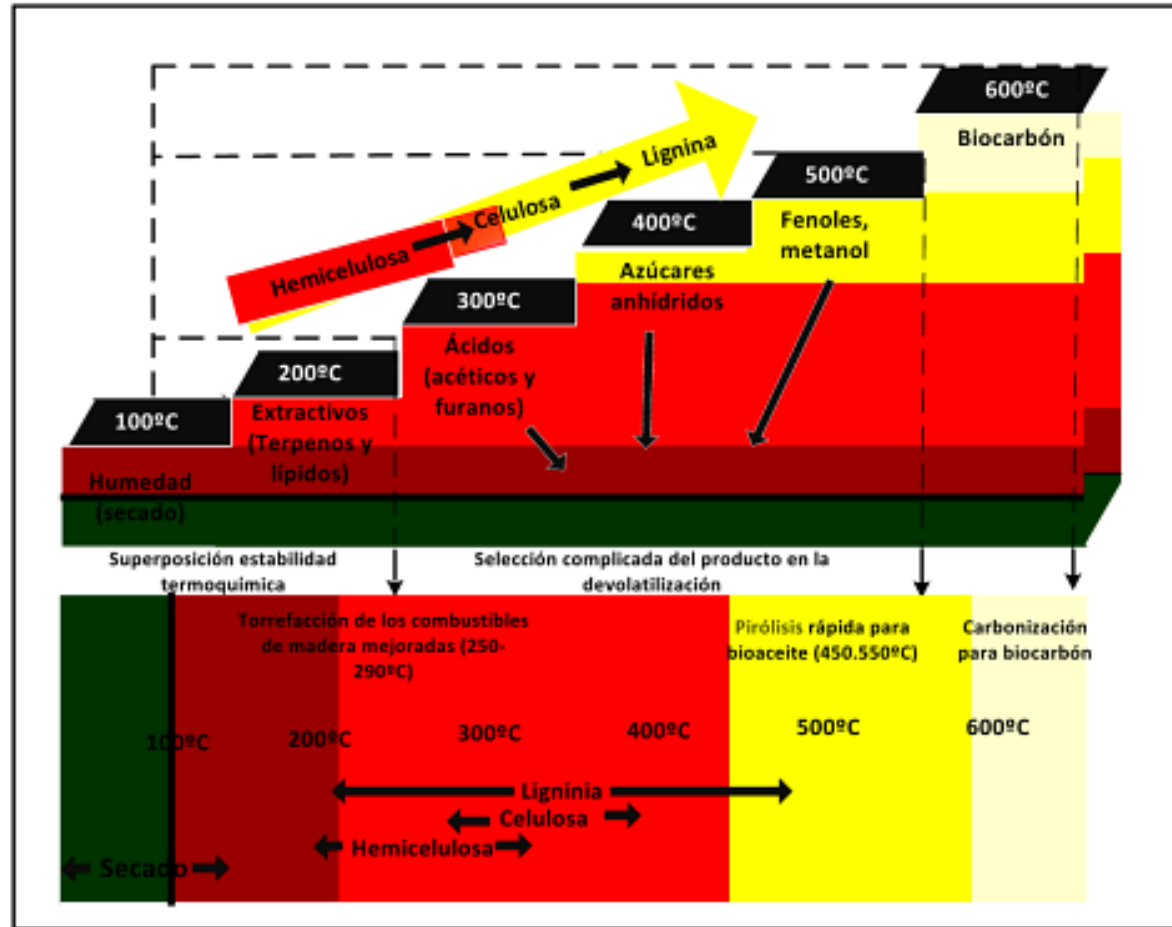 600ºC
Biocarbón
Lignina
500ºC
Celulosa
Fenoles,
metanol
400ºC
Hemicelulosa
Azúcares
anhídridos
300ºC
Ácidos
(acéticos y
furanos)
200ºC
Extractivos
(Terpenos y
lípidos)
100ºC
Humedad
(secado)
Superposición estabilidad
termoquimica
Selección complicada del producto en la
devolatilización
Torrefacción de los combustibles
de madera mejoradas (250-
290ºC)
Pirólisis rápida para
bioaceite (450.550ºC)
Carbonización
para biocarbón
100ºC
200ºC
300ºC
400ºC
500ºC
600ºC
Ligninia
Celulosa
Hemicelulosa
Secado